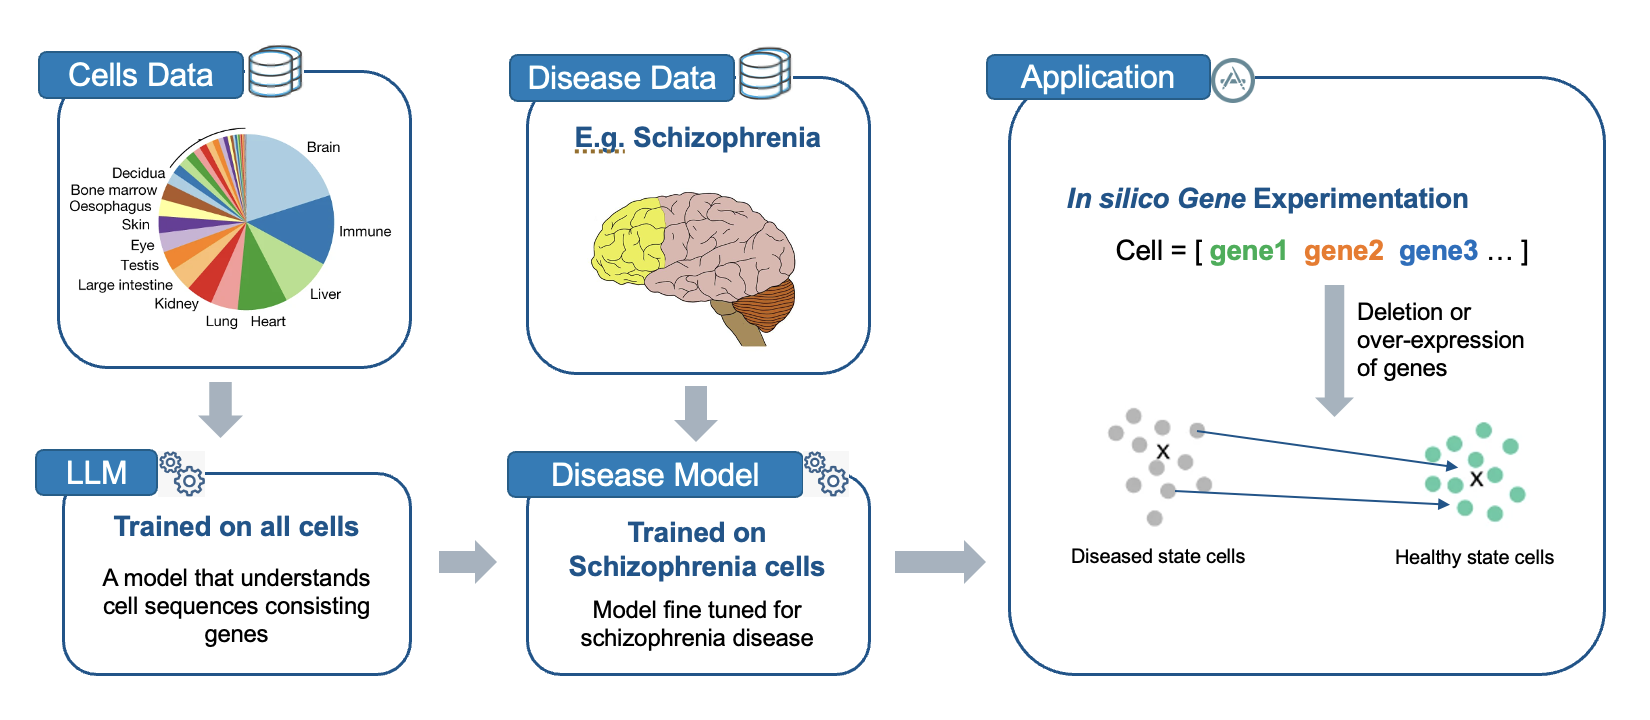 Cells Data
Brain
Immune
Liver
Heart
Lung
Kidney
Large intestine
Testis
Eye
Skin
Oesophagus
Bone marrow
Decidua
LLM
Trained on all cells
A model that understands
cell sequences consisting
genes
Disease Data
E.g. Schizophrenia
Disease Model
Trained on
Schizophrenia cells
Model fine tuned for
schizophrenia disease
Application
In silico Gene Experimentation
Cell = [ gene1 gene2 gene3 ... ]
Deletion or
over-expression
of genes
X
X
Diseased state cells
Healthy state cells